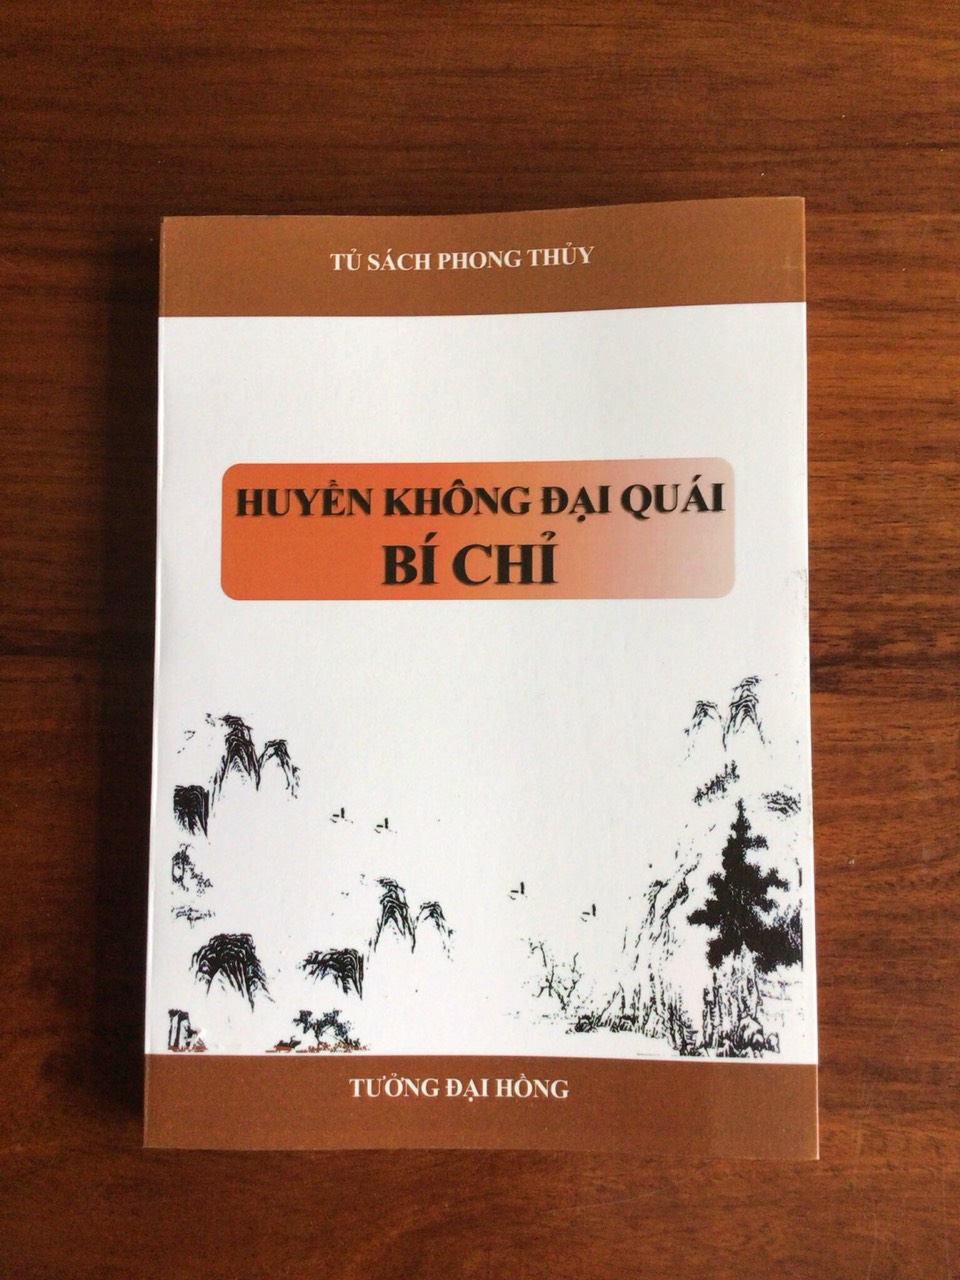 TỦ SÁCH PHONG THỦY
HUYỀN KHÔNG ĐẠI QUÁI
BÍ CHỈ
TƯỞNG ĐẠI HỒNG